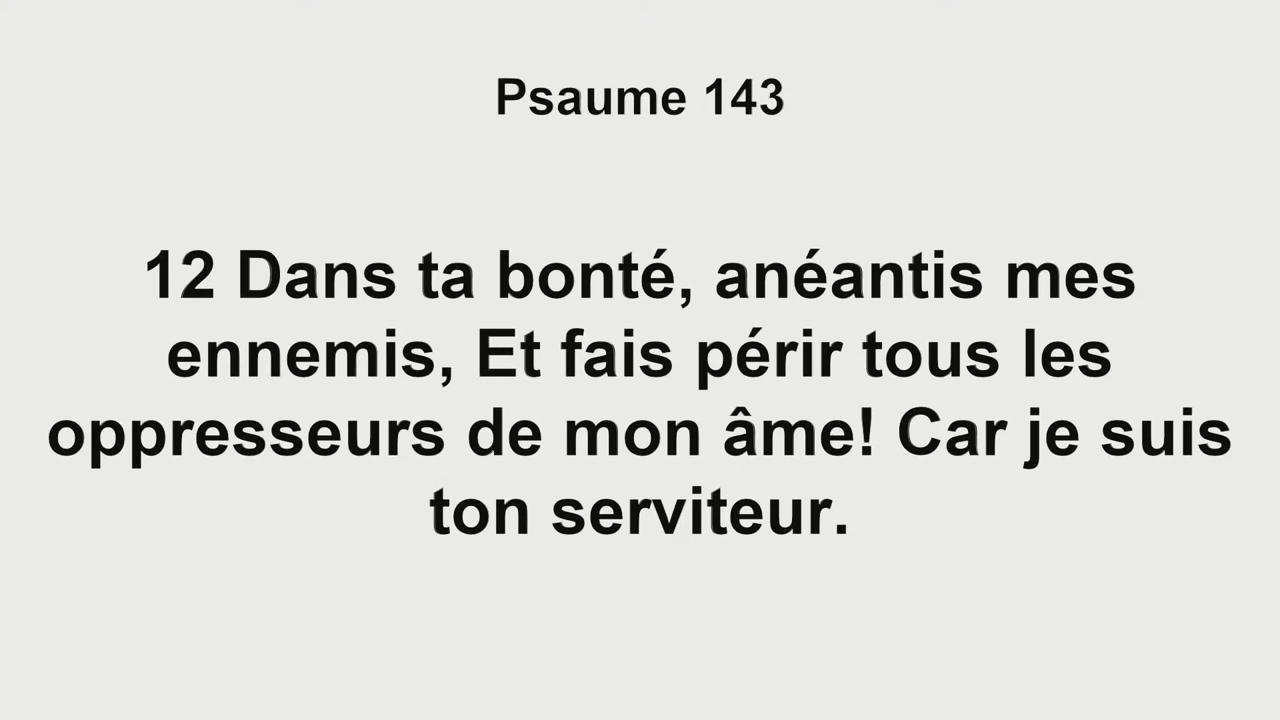 Psaume 143
12 Dans ta bonté, anéantis mes
ennemis, Et fais périr tous les
oppresseurs de mon âme! Car je suis
ton serviteur.